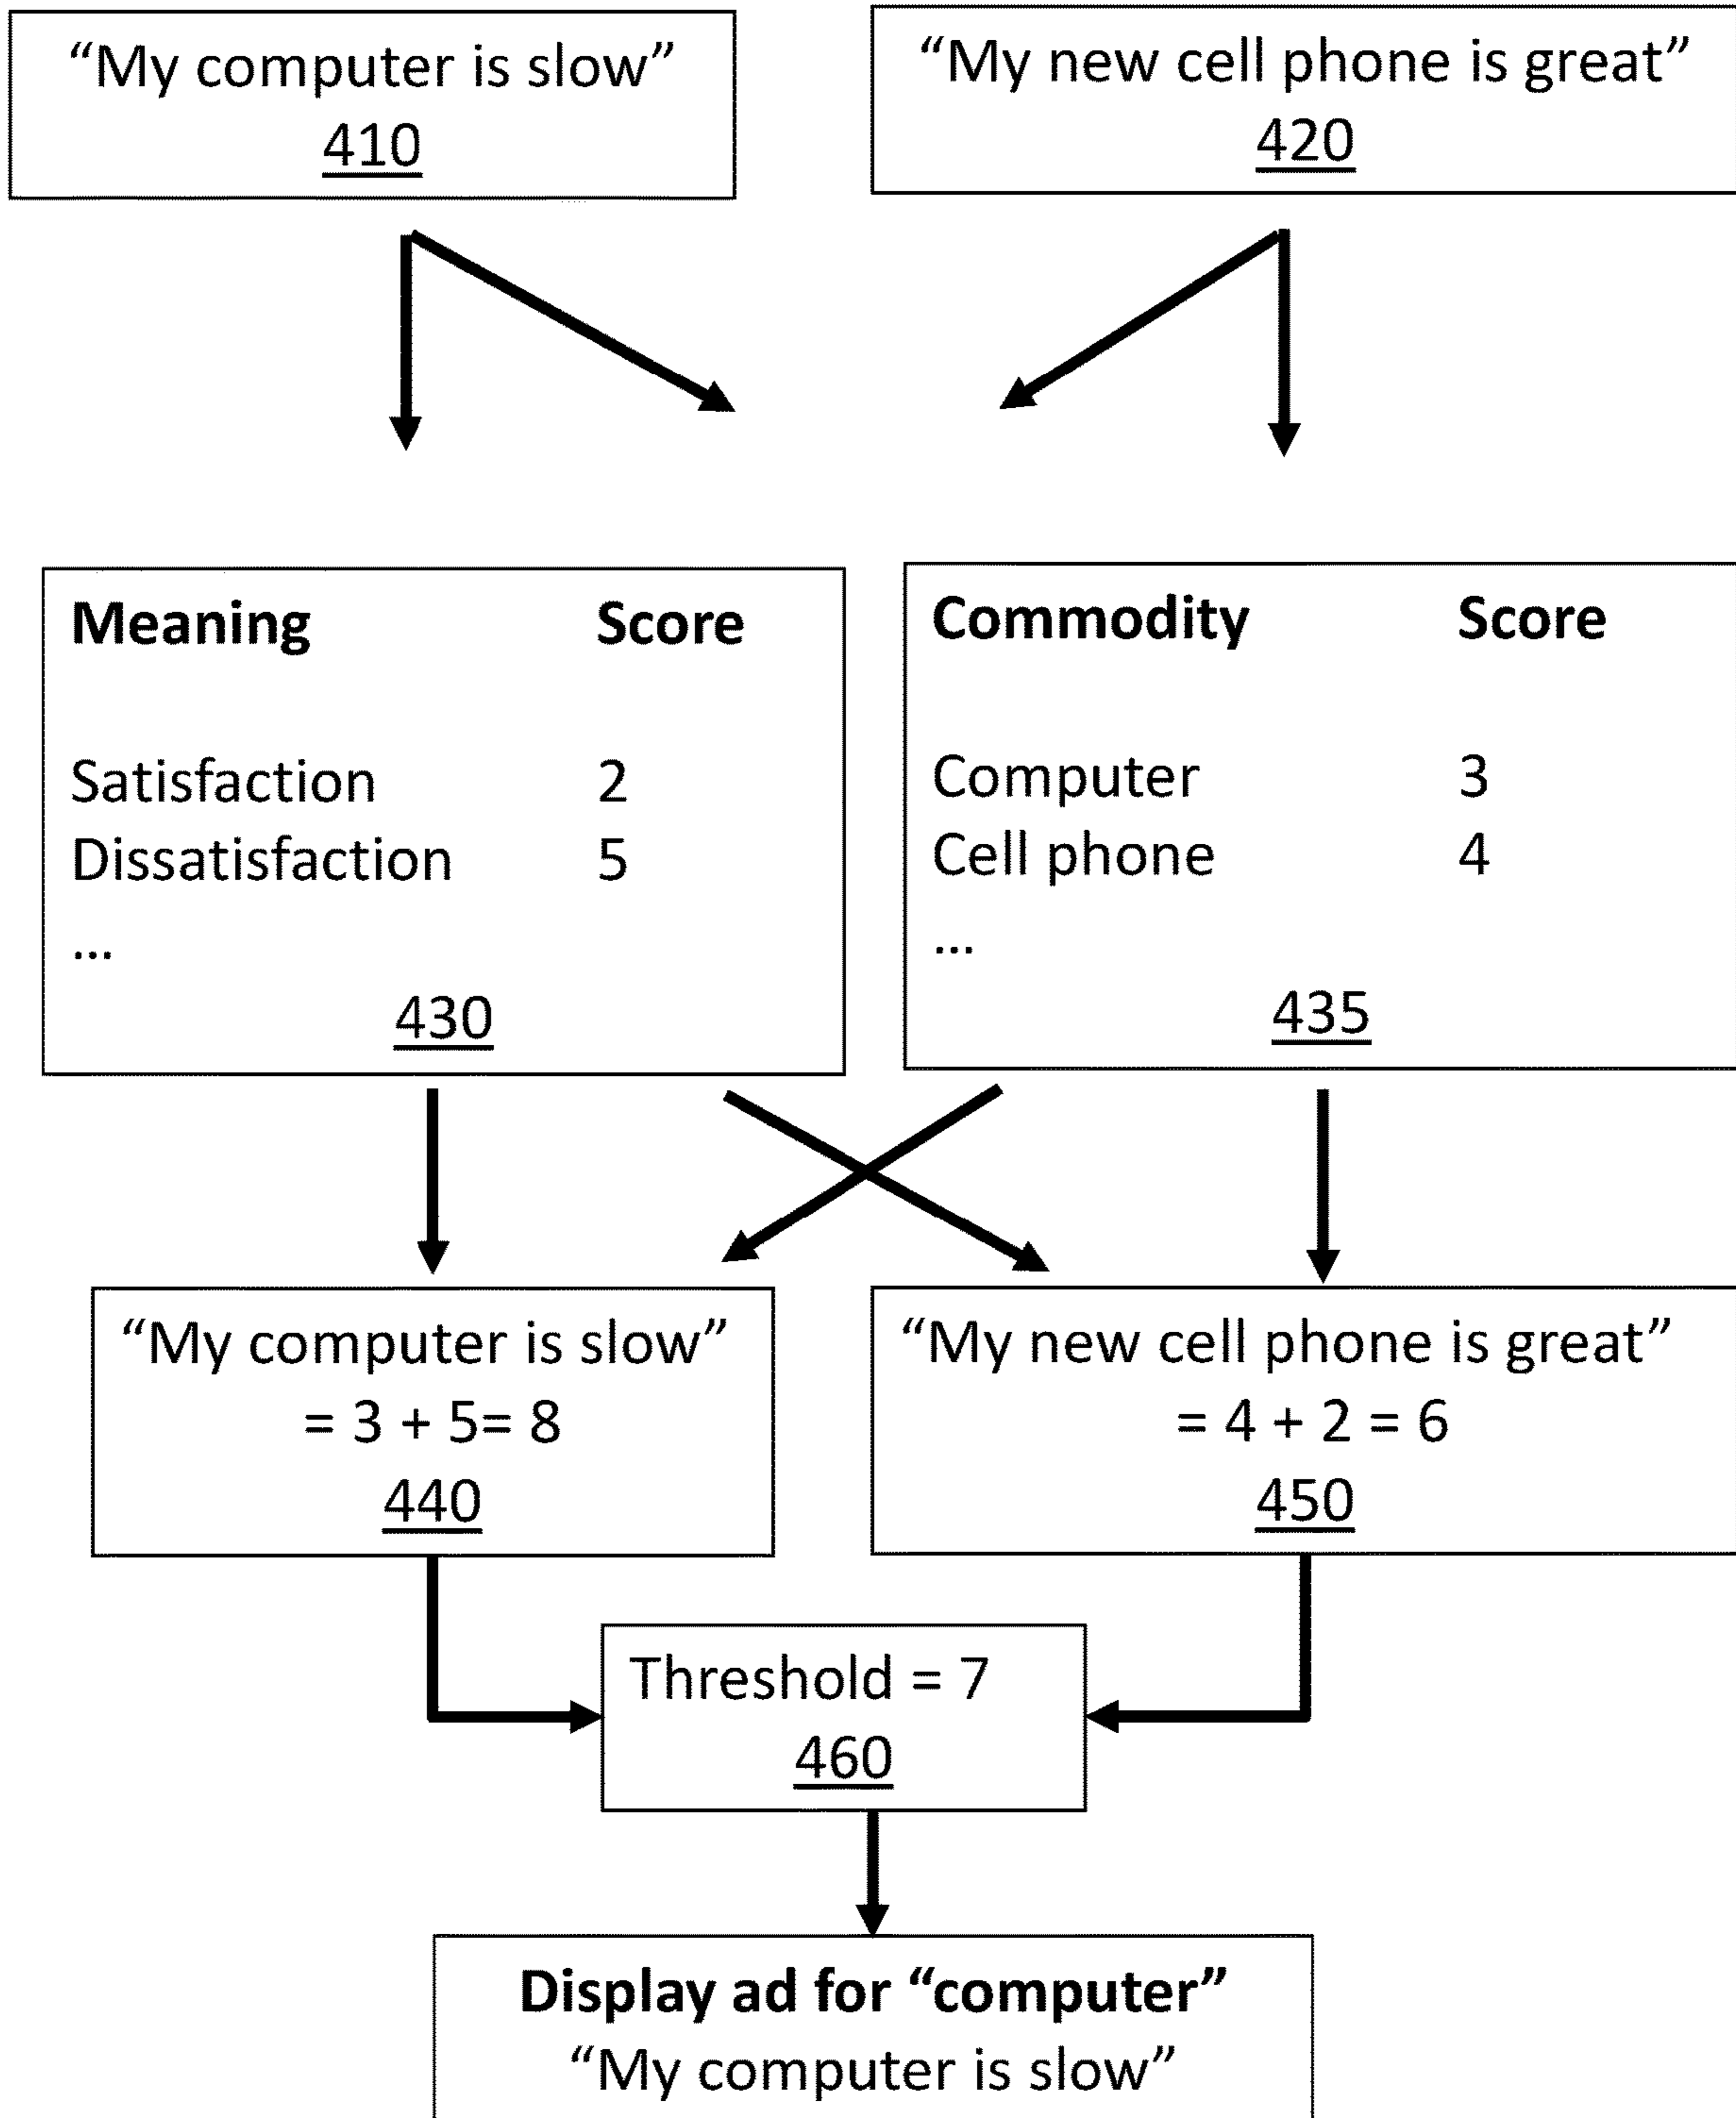 “My computer is slow”
410
“My new cell phone is great”
420
Meaning Score
Satisfaction 2
Dissatisfaction 5
...
430
Commodity Score
Computer 3
Cell phone 4
...
435
“My computer is slow”
= 3 + 5= 8
440
“My new cell phone is great”
= 4 + 2 = 6
450
Threshold = 7
460
Display ad for “computer”
“My computer is slow”